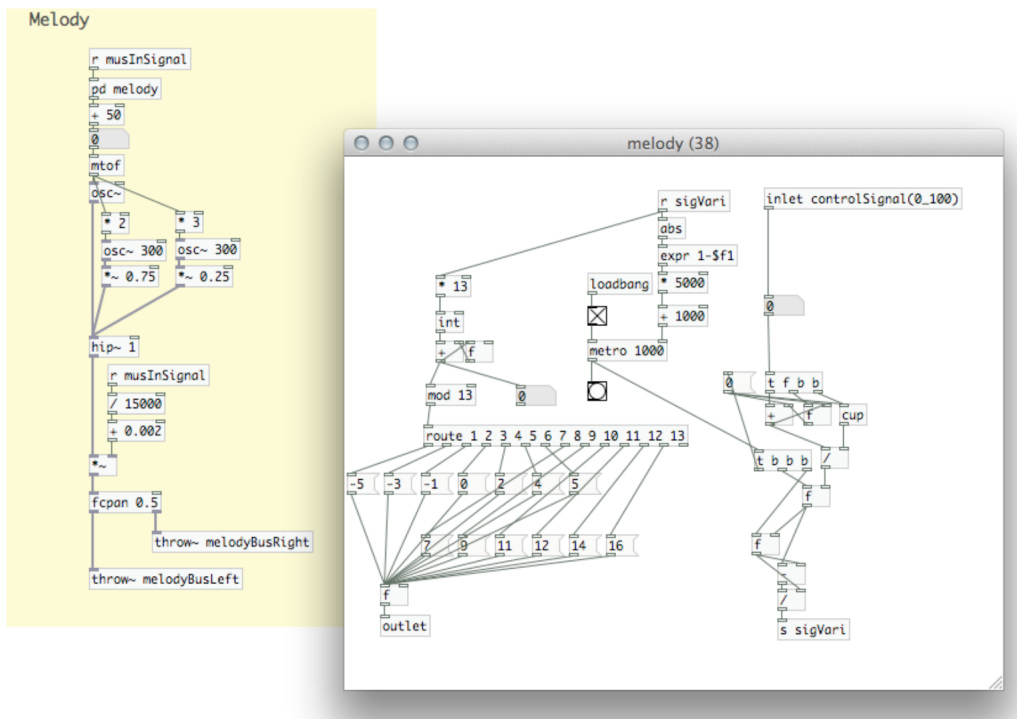 Melody
r musInSignal
pd melody
+ 50
0
mtof
osc~
* 2
* 3
osc~ 300
osc~ 300
*~ 0.75
*~ 0.25
hip~ 1
r musInSignal
/ 15000
+ 0.002
*~
fcpan 0.5
throw~ melodyBusRight
throw~ melodyBusLeft
melody (38)
r sigVari
inlet controlSignal(0_100)
abs
expr 1-$f1
* 13
loadbang
* 5000
0
int
+ 1000
+
f
metro 1000
mod 13
0
0
t f b b
+
f
cup
route 1 2 3 4 5 6 7 8 9 10 11 12 13
t b b b
/
-5
-3
-1
0
2
4
5
f
7
9
11
12
14
16
f
-
f
/
outlet
s sigVari